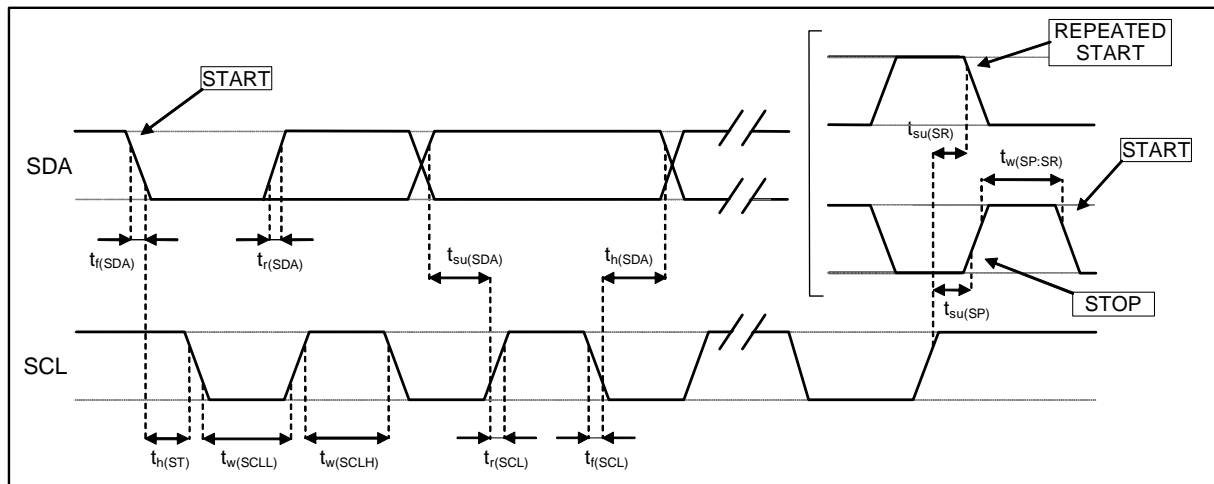 REPEATED
START
START
t_su(SR)
t_w(SP:SR)
START
SDA
t_f(SDA)
t_r(SDA)
t_su(SDA)
t_h(SDA)
t_su(SP)
STOP
SCL
t_h(ST)
t_w(SCLL)
t_w(SCLH)
t_r(SCL)
t_f(SCL)